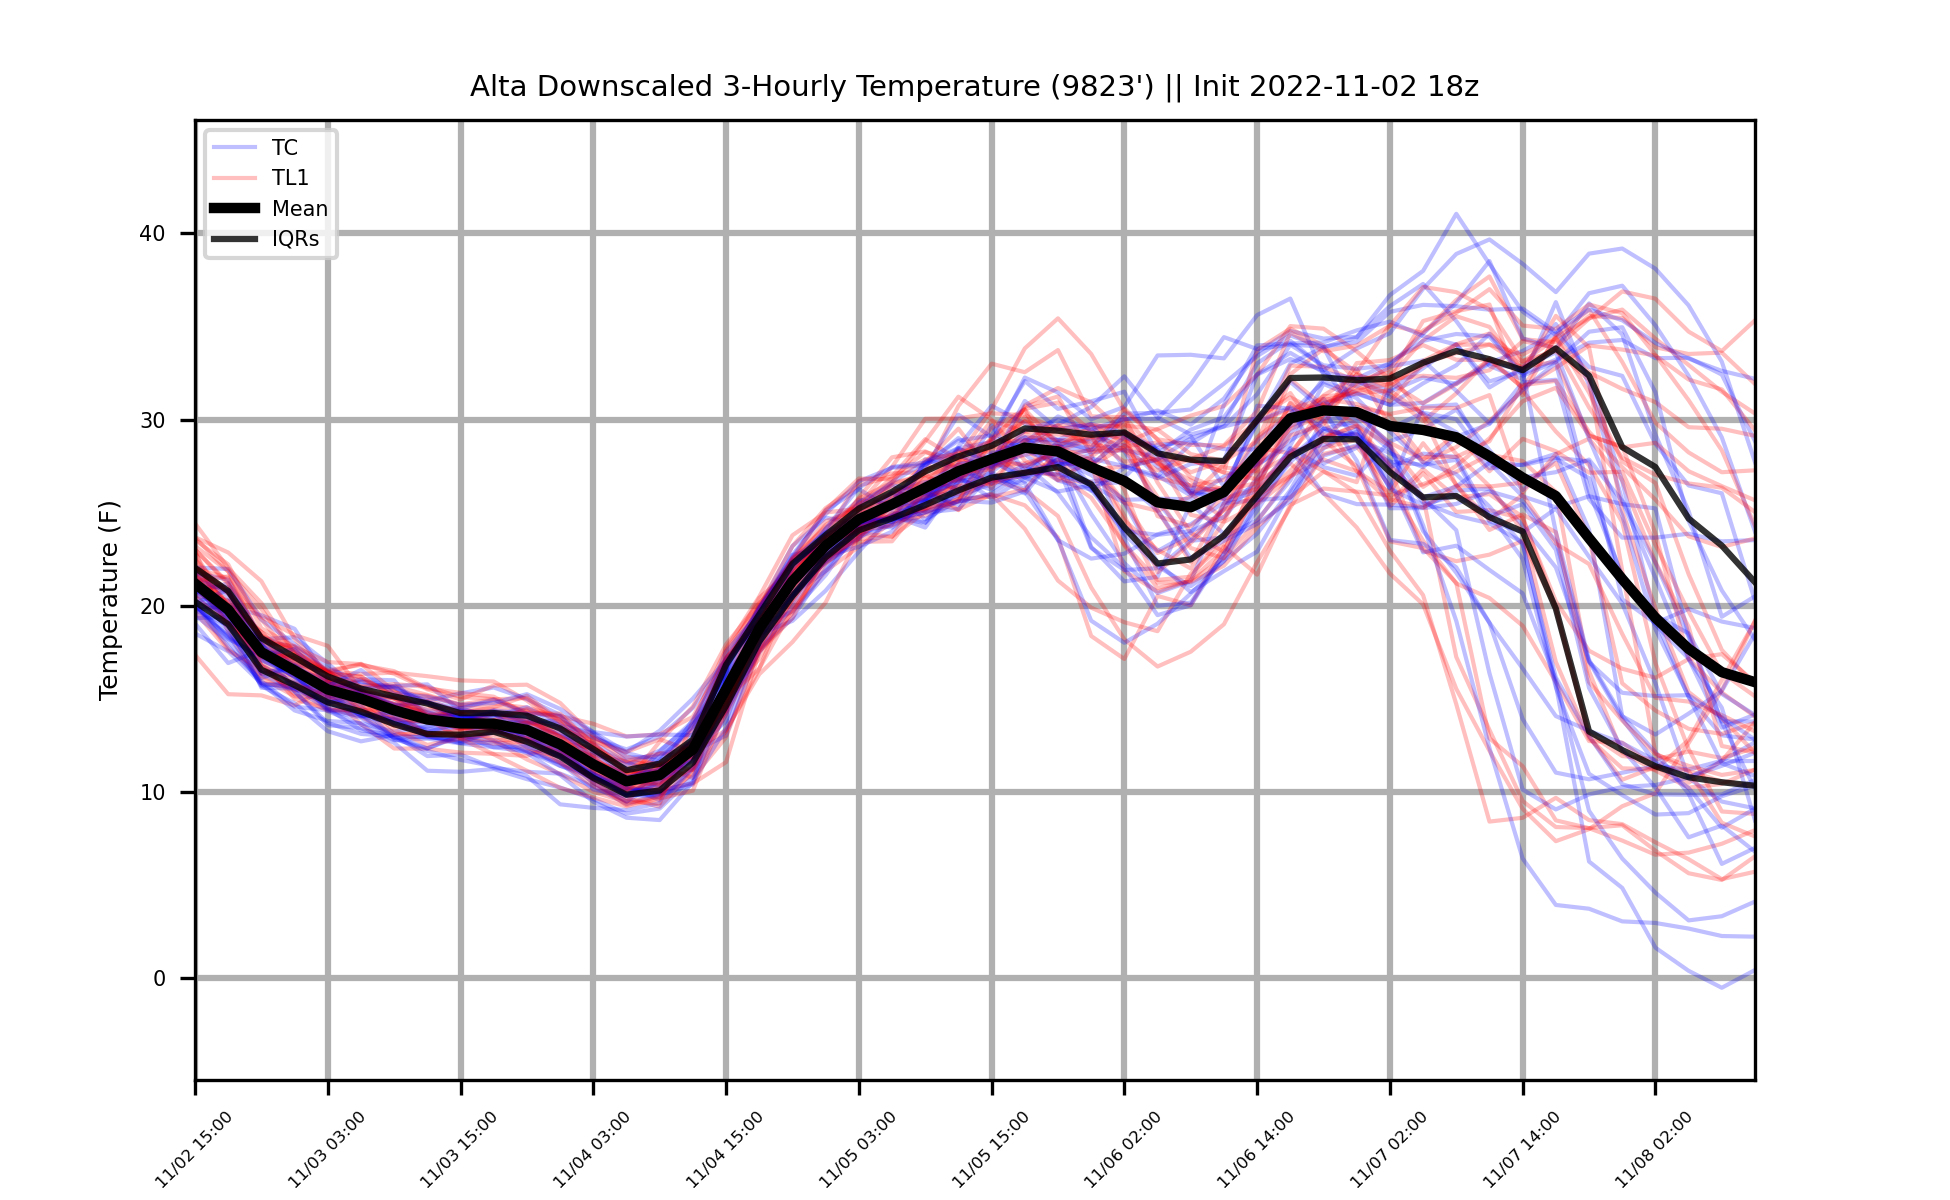 Alta Downscaled 3-Hourly Temperature (9823') || Init 2022-11-02 18z
TC
TL1
Mean
IQRs
Temperature (F)
40
30
20
10
0
11/02 15:00
11/03 03:00
11/03 15:00
11/04 03:00
11/04 15:00
11/05 03:00
11/05 15:00
11/06 02:00
11/06 14:00
11/07 02:00
11/07 14:00
11/08 02:00